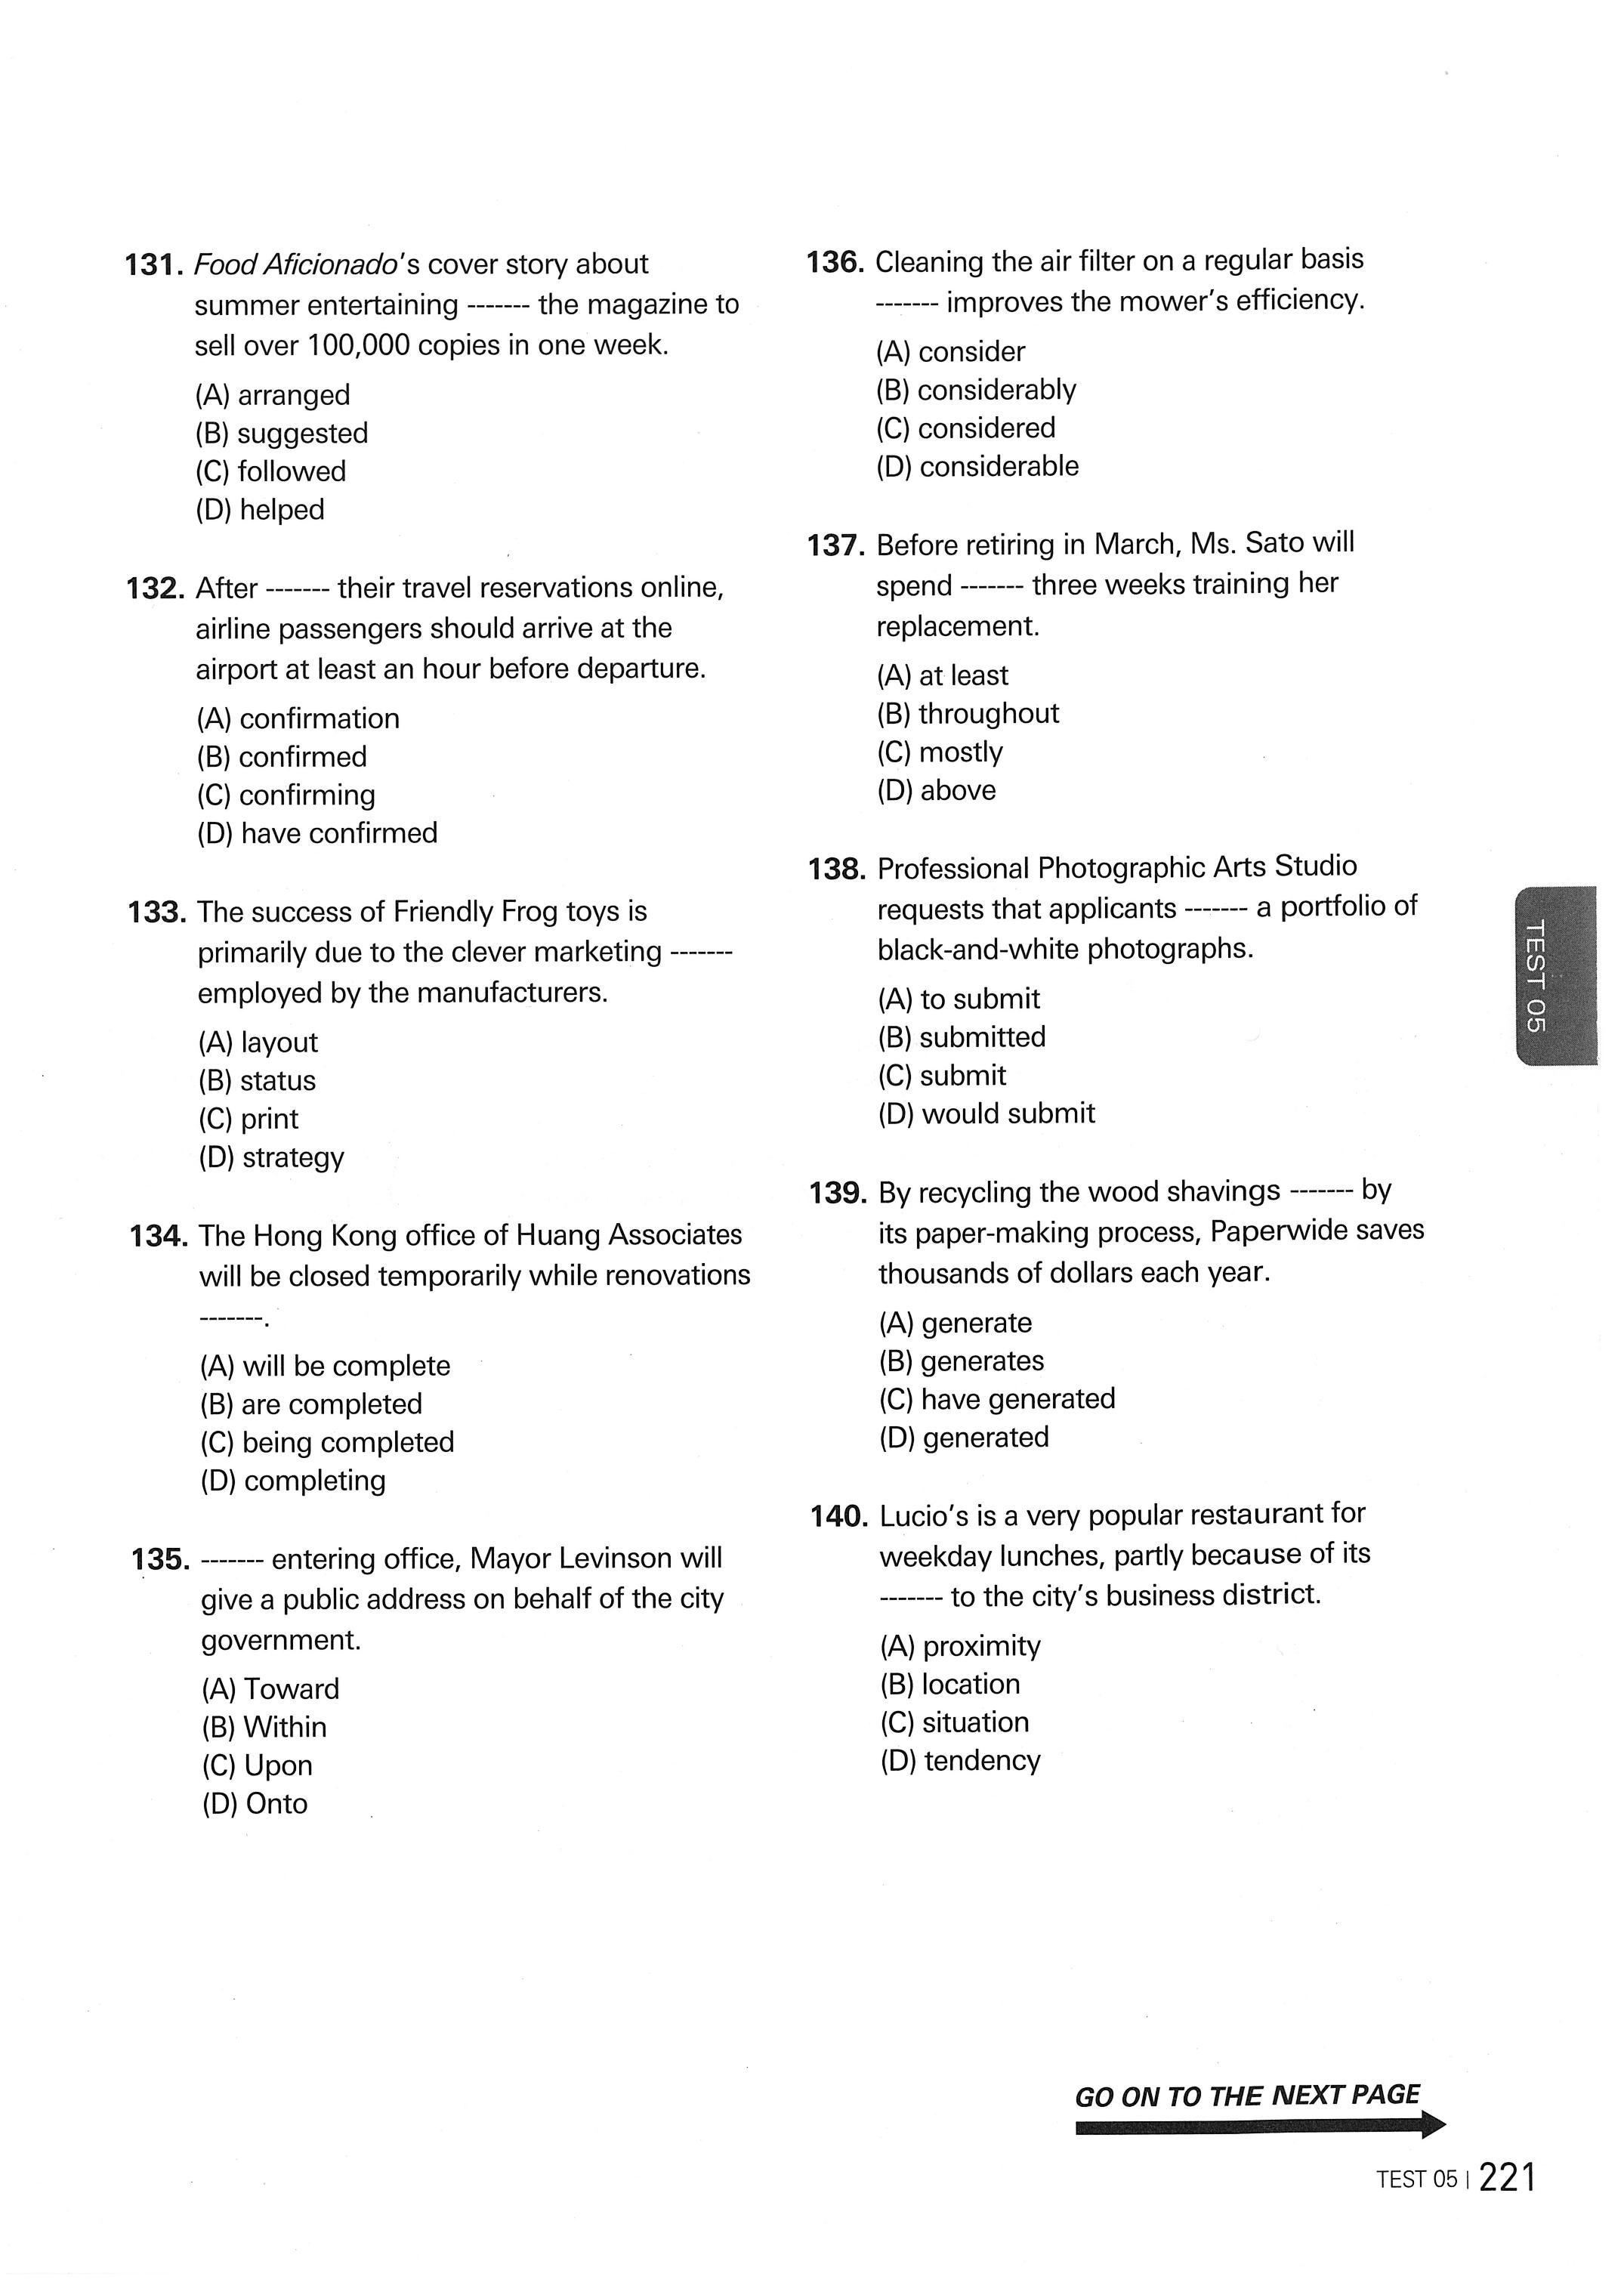 131. Food Aficionado's cover story about
summer entertaining ------- the magazine to
sell over 100,000 copies in one week.
(A) arranged
(B) suggested
(C) followed
(D) helped
132. After ------- their travel reservations online,
airline passengers should arrive at the
airport at least an hour before departure.
(A) confirmation
(B) confirmed
(C) confirming
(D) have confirmed
133. The success of Friendly Frog toys is
primarily due to the clever marketing -------
employed by the manufacturers.
(A) layout
(B) status
(C) print
(D) strategy
134. The Hong Kong office of Huang Associates
will be closed temporarily while renovations
-------.
(A) will be complete
(B) are completed
(C) being completed
(D) completing
135. ------- entering office, Mayor Levinson will
give a public address on behalf of the city
government.
(A) Toward
(B) Within
(C) Upon
(D) Onto
136. Cleaning the air filter on a regular basis
------- improves the mower's efficiency.
(A) consider
(B) considerably
(C) considered
(D) considerable
137. Before retiring in March, Ms. Sato will
spend ------- three weeks training her
replacement.
(A) at least
(B) throughout
(C) mostly
(D) above
138. Professional Photographic Arts Studio
requests that applicants ------- a portfolio of
black-and-white photographs.
(A) to submit
(B) submitted
(C) submit
(D) would submit
139. By recycling the wood shavings ------- by
its paper-making process, Paperwide saves
thousands of dollars each year.
(A) generate
(B) generates
(C) have generated
(D) generated
140. Lucio's is a very popular restaurant for
weekday lunches, partly because of its
------- to the city's business district.
(A) proximity
(B) location
(C) situation
(D) tendency
TEST 05
GO ON TO THE NEXT PAGE
TEST 05 | 221